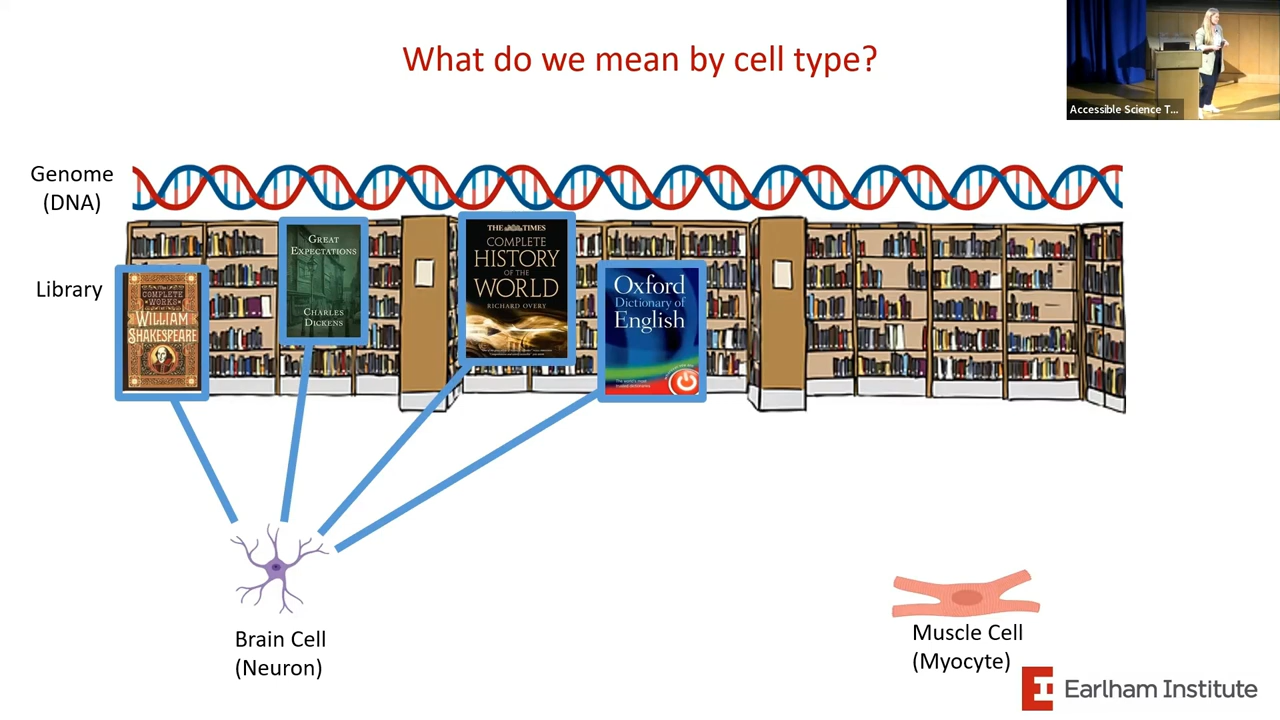 What do we mean by cell type?
Accessible Science T...
Genome
(DNA)
Library
THE COMPLETE
WORKS OF
WILLIAM
SHAKESPEARE
GREAT
EXPECTATIONS
CHARLES
DICKENS
THE TIMES
COMPLETE
HISTORY
OF THE
WORLD
RICHARD OVERY
Oxford
Dictionary of
English
Brain Cell
(Neuron)
Muscle Cell
(Myocyte)
Earlham Institute